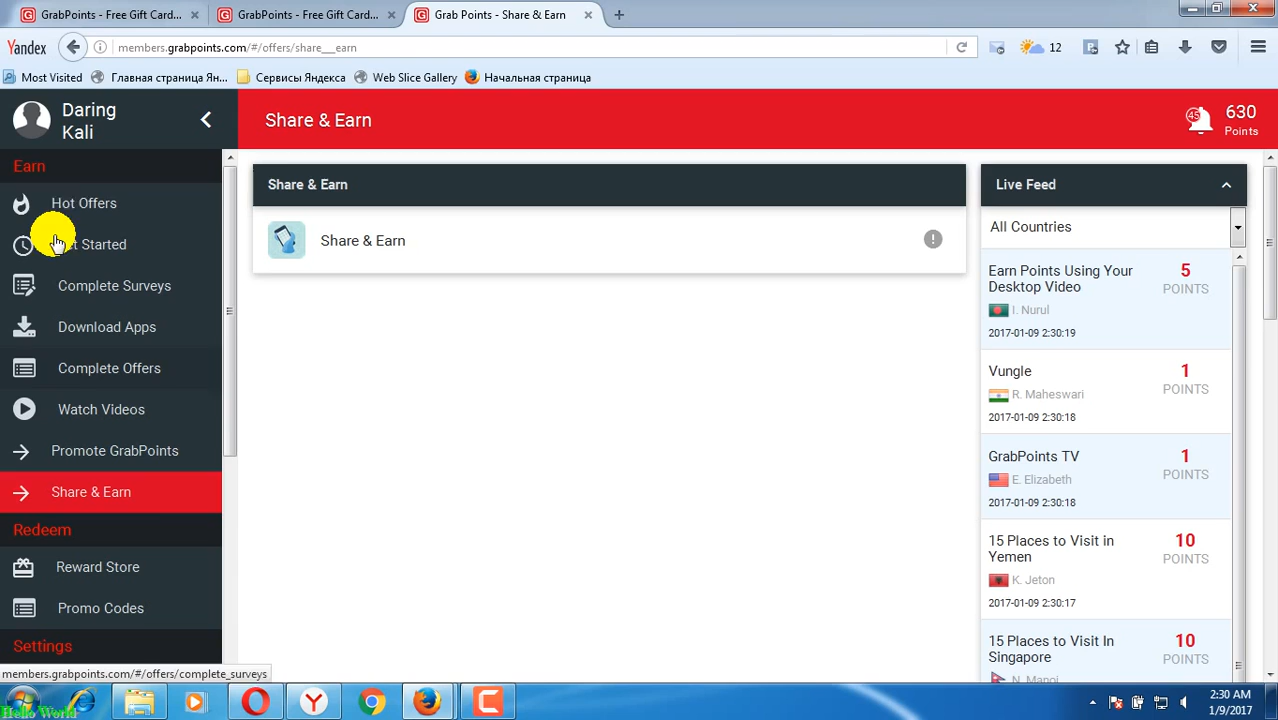 GrabPoints - Free Gift Card...
GrabPoints - Free Gift Card...
Grab Points - Share & Earn
Yandex
members.grabpoints.com/#/offers/share___earn
12
Most Visited
Главная страница Ян...
Сервисы Яндекса
Web Slice Gallery
Начальная страница
Daring
Kali
Share & Earn
45
630
Points
Earn
Hot Offers
Started
Complete Surveys
Download Apps
Complete Offers
Watch Videos
Promote GrabPoints
Share & Earn
Redeem
Reward Store
Promo Codes
Settings
Share & Earn
Share & Earn
Live Feed
All Countries
Earn Points Using Your
Desktop Video
5
POINTS
I. Nurul
2017-01-09 2:30:19
Vungle
1
POINTS
R. Maheswari
2017-01-09 2:30:18
GrabPoints TV
1
POINTS
E. Elizabeth
2017-01-09 2:30:18
15 Places to Visit in
Yemen
10
POINTS
K. Jeton
2017-01-09 2:30:17
15 Places to Visit In
Singapore
10
POINTS
N. Manoj
members.grabpoints.com/#/offers/complete_surveys
Hello World
2:30 AM
1/9/2017